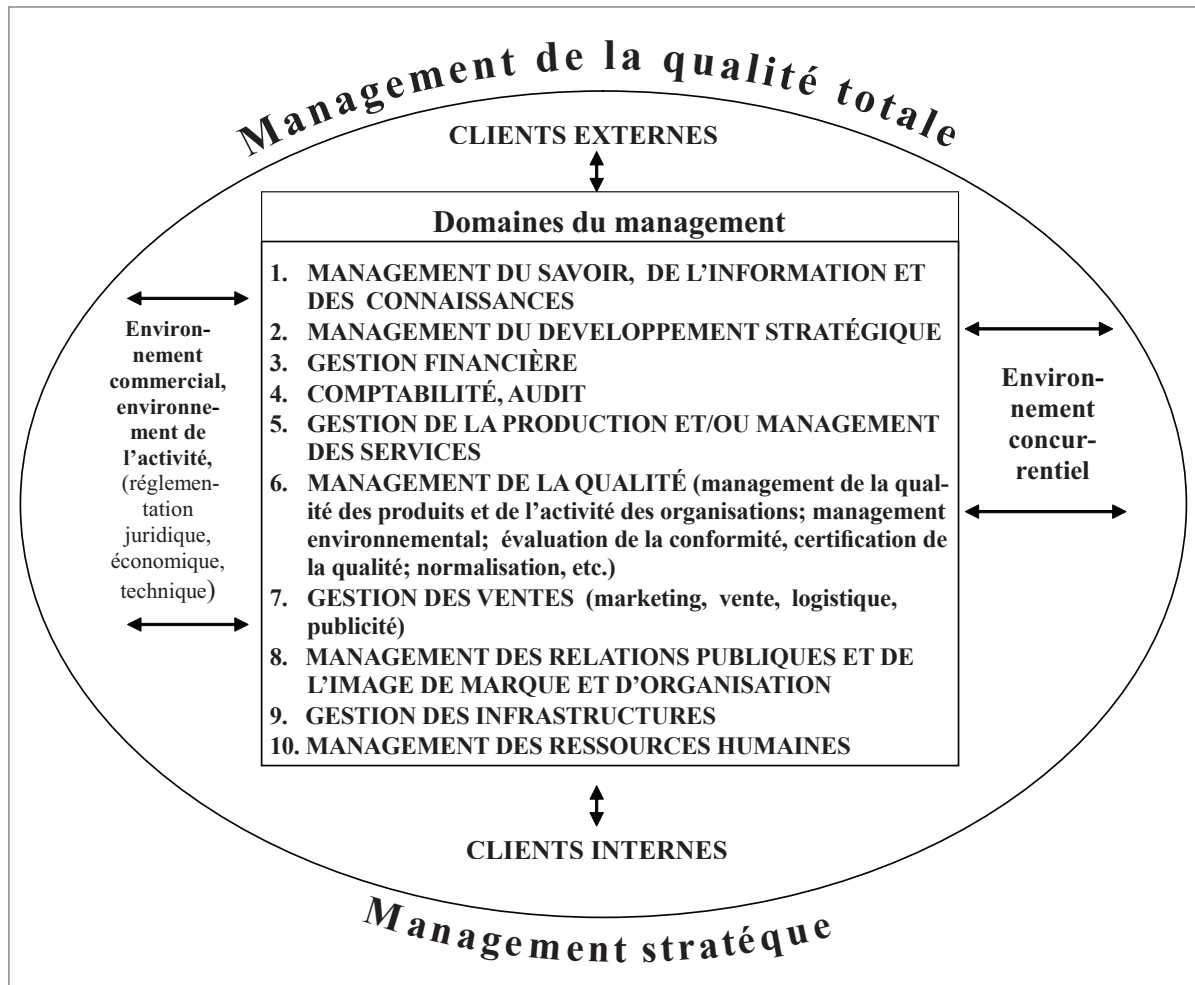 Management de la qualité totale
CLIENTS EXTERNES
Domaines du management
1. MANAGEMENT DU SAVOIR, DE L’INFORMATION ET
DES CONNAISSANCES
2. MANAGEMENT DU DEVELOPPEMENT STRATÉGIQUE
3. GESTION FINANCIÈRE
4. COMPTABILITÉ, AUDIT
5. GESTION DE LA PRODUCTION ET/OU MANAGEMENT
DES SERVICES
6. MANAGEMENT DE LA QUALITÉ (management de la qua-
lité des produits et de l’activité des organisations; management
environnemental; évaluation de la conformité, certification de
la qualité; normalisation, etc.)
7. GESTION DES VENTES (marketing, vente, logistique,
publicité)
8. MANAGEMENT DES RELATIONS PUBLIQUES ET DE
L’IMAGE DE MARQUE ET D’ORGANISATION
9. GESTION DES INFRASTRUCTURES
10. MANAGEMENT DES RESSOURCES HUMAINES
Environ-
nement
commercial,
environne-
ment de
l’activité,
(réglemen-
tation
juridique,
économique,
technique)
Environ-
nement
concur-
rentiel
CLIENTS INTERNES
Management stratéque